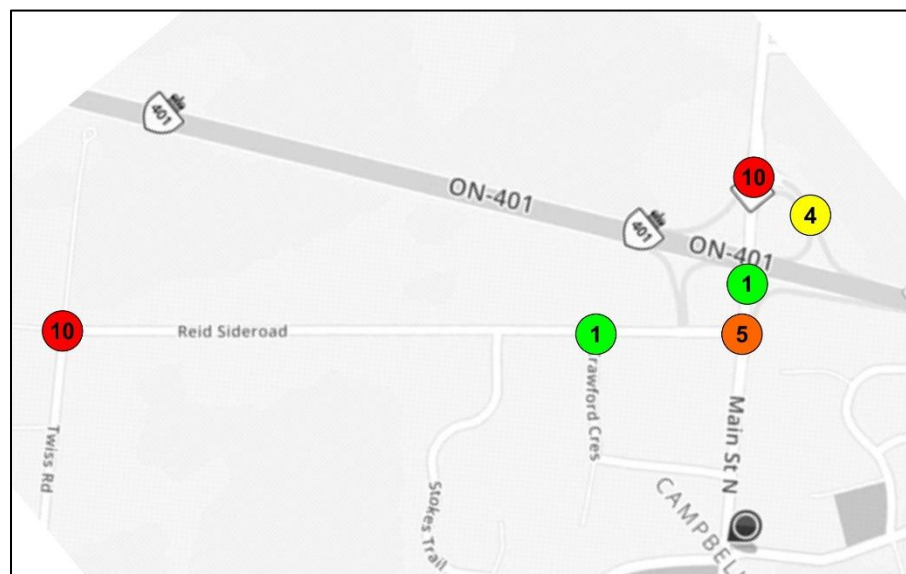 401
ON-401
10
4
401
ON-401
1
10
Reid Sideroad
1
5
Twiss Rd
Stokes Trail
rawford Cres
Main St N
CAMPBELL